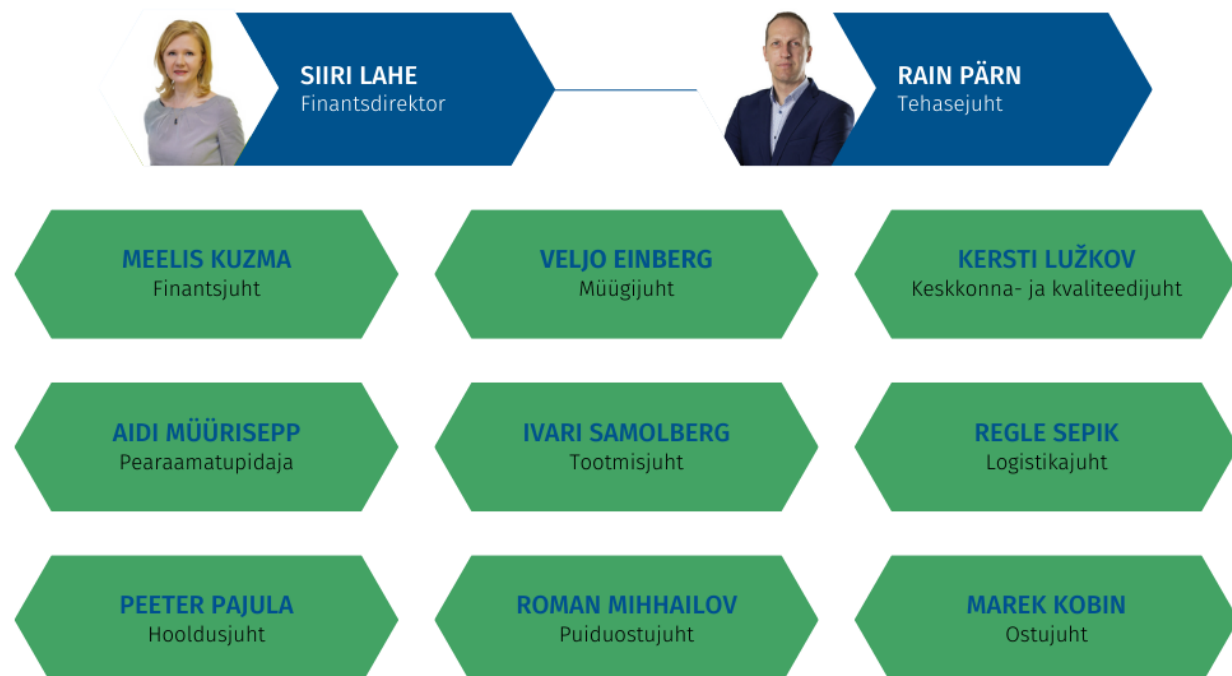 SIIRI LAHE
Finantsdirektor
RAIN PÄRN
Tehasejuht
MEELIS KUZMA
Finantsjuht
VELJO EINBERG
Müügijuht
KERSTI LUŽKOV
Keskkonna- ja kvaliteedijuht
AIDI MÜÜRISEPP
Pearaamatupidaja
IVARI SAMOLBERG
Tootmisjuht
REGLE SEPIK
Logistikajuht
PEETER PAJULA
Hooldusjuht
ROMAN MIHHAILOV
Puiduostujuht
MAREK KOBIN
Ostujuht